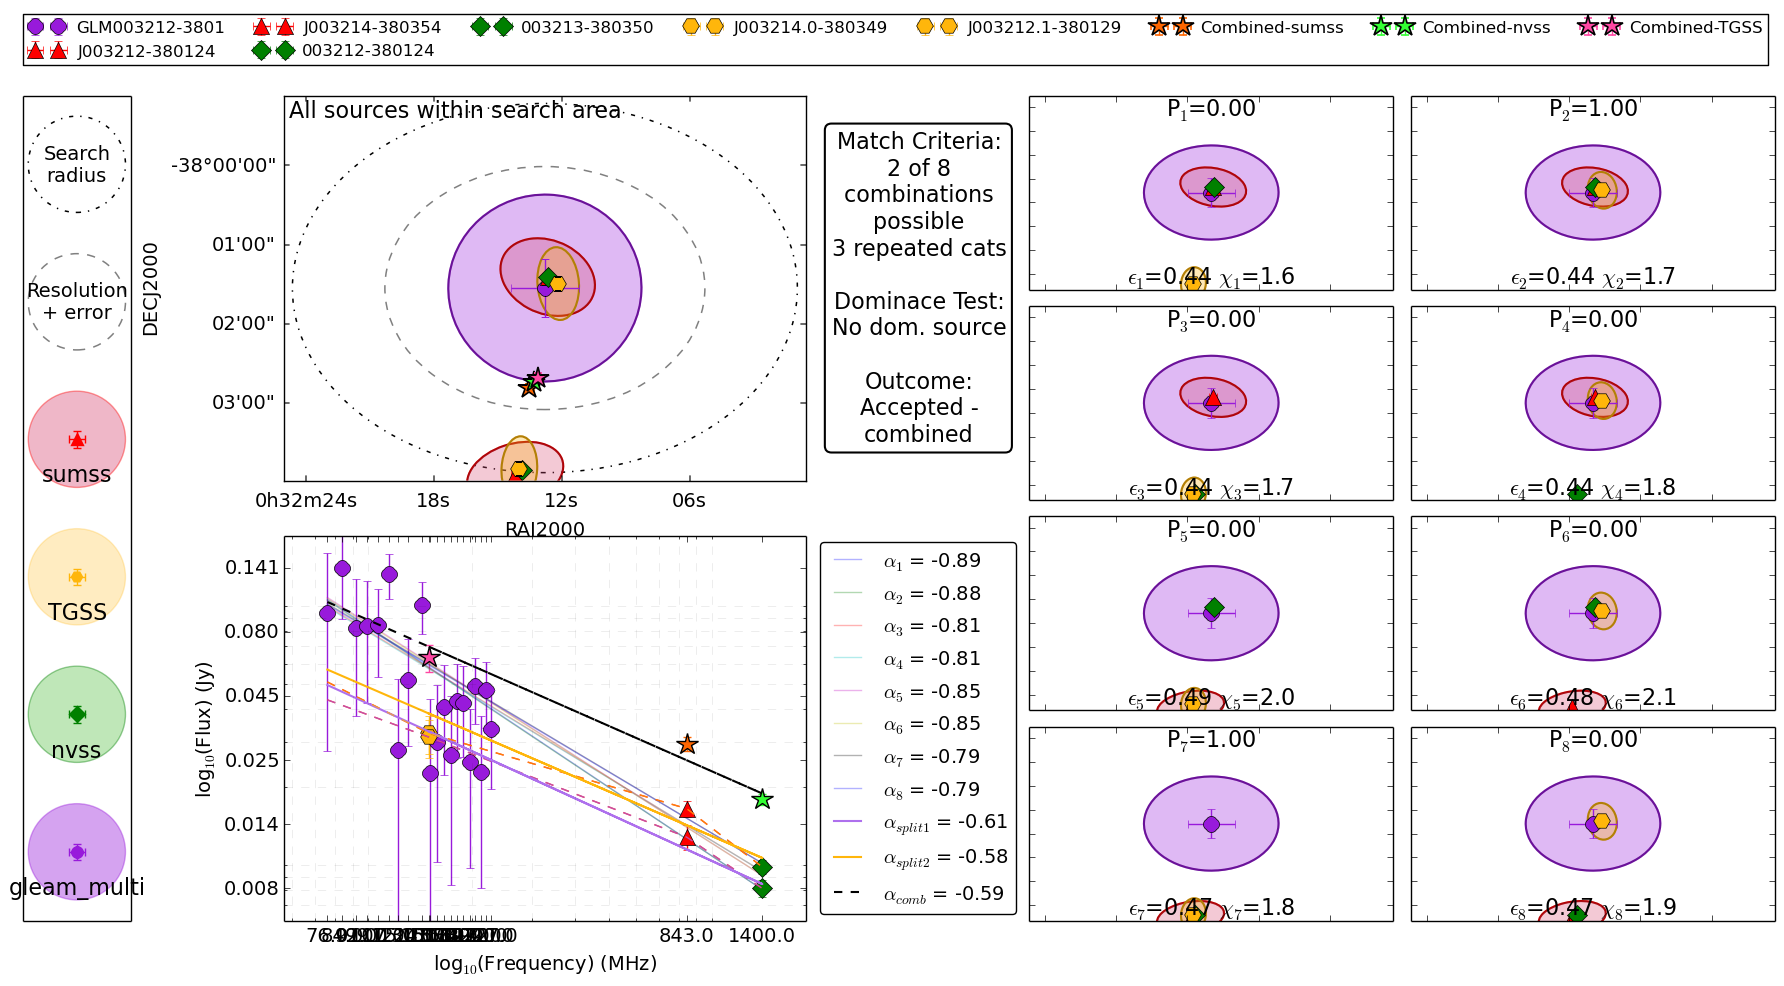 GLM003212-3801 J003214-380354 003213-380350 J003214.0-380349 J003212.1-380129 Combined-sumss Combined-nvss Combined-TGSS
J003212-380124 003212-380124
Search
radius
Resolution
+ error
sumss
TGSS
nvss
gleam_multi
All sources within search area
DECJ2000
-38°00'00"
01'00"
02'00"
03'00"
0h32m24s 18s 12s 06s
RAJ2000
Match Criteria:
2 of 8
combinations
possible
3 repeated cats
Dominace Test:
No dom. source
Outcome:
Accepted -
combined
log₁₀(Flux) (Jy)
0.141
0.080
0.045
0.025
0.014
0.008
843.0 1400.0
log₁₀(Frequency) (MHz)
α₁ = -0.89
α₂ = -0.88
α₃ = -0.81
α₄ = -0.81
α₅ = -0.85
α₆ = -0.85
α₇ = -0.79
α₈ = -0.79
αsplit1 = -0.61
αsplit2 = -0.58
αcomb = -0.59
P₁=0.00
ϵ₁=0.44 χ₁=1.6
P₂=1.00
ϵ₂=0.44 χ₂=1.7
P₃=0.00
ϵ₃=0.44 χ₃=1.7
P₄=0.00
ϵ₄=0.44 χ₄=1.8
P₅=0.00
ϵ₅=0.49 χ₅=2.0
P₆=0.00
ϵ₆=0.48 χ₆=2.1
P₇=1.00
ϵ₇=0.47 χ₇=1.8
P₈=0.00
ϵ₈=0.47 χ₈=1.9